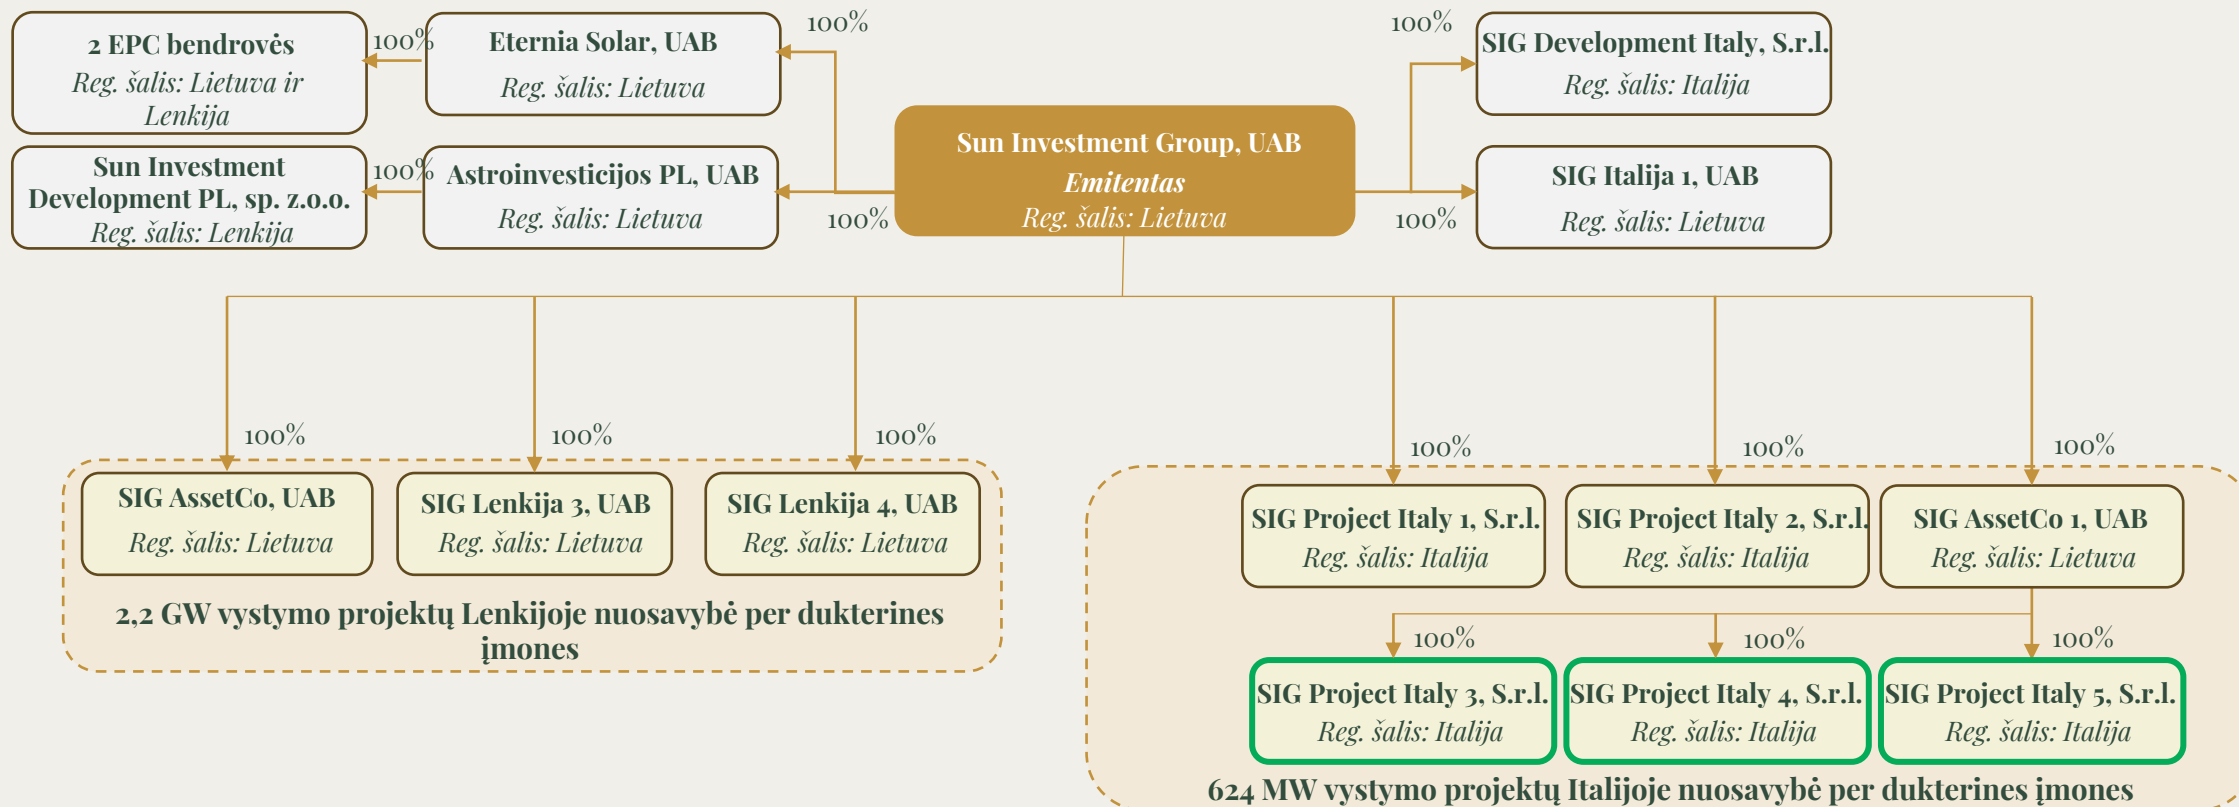 2 EPC bendrovės
Reg. šalis: Lietuva ir
Lenkija
100%
Eternia Solar, UAB
Reg. šalis: Lietuva
100%
100%
SIG Development Italy, S.r.l.
Reg. šalis: Italija
Sun Investment
Development PL, sp. z.o.o.
Reg. šalis: Lenkija
100%
Astroinvesticijos PL, UAB
Reg. šalis: Lietuva
100%
Sun Investment Group, UAB
Emitentas
Reg. šalis: Lietuva
100%
SIG Italija 1, UAB
Reg. šalis: Lietuva
100%
100%
100%
100%
100%
100%
SIG AssetCo, UAB
Reg. šalis: Lietuva
SIG Lenkija 3, UAB
Reg. šalis: Lietuva
SIG Lenkija 4, UAB
Reg. šalis: Lietuva
2,2 GW vystymo projektų Lenkijoje nuosavybė per dukterines
įmones
SIG Project Italy 1, S.r.l.
Reg. šalis: Italija
SIG Project Italy 2, S.r.l.
Reg. šalis: Italija
SIG AssetCo 1, UAB
Reg. šalis: Lietuva
100%
100%
100%
SIG Project Italy 3, S.r.l.
Reg. šalis: Italija
SIG Project Italy 4, S.r.l.
Reg. šalis: Italija
SIG Project Italy 5, S.r.l.
Reg. šalis: Italija
624 MW vystymo projektų Italijoje nuosavybė per dukterines įmones